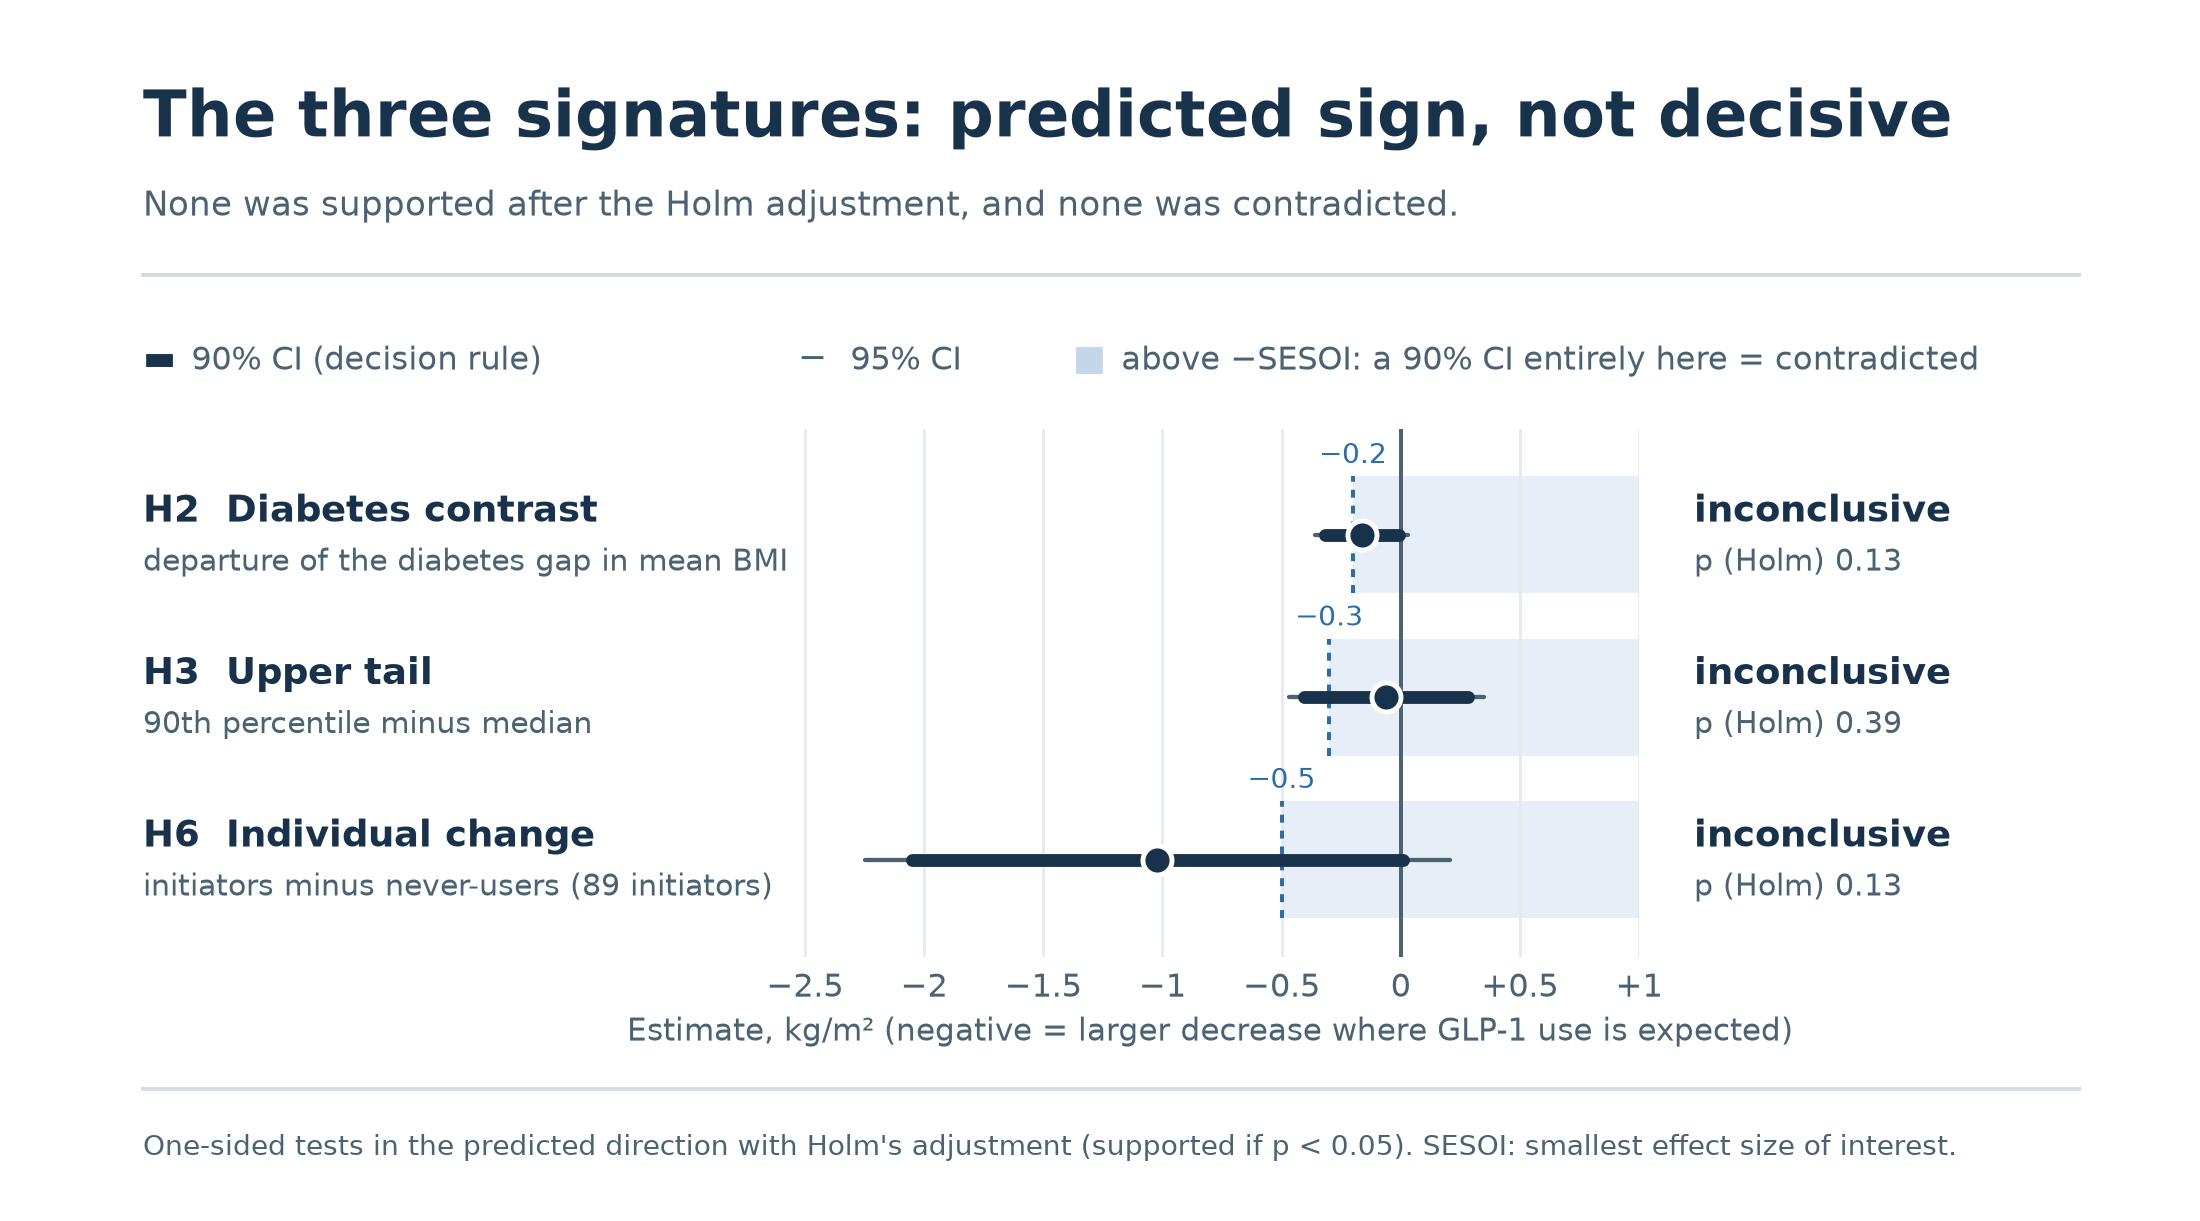 The three signatures: predicted sign, not decisive
None was supported after the Holm adjustment, and none was contradicted.
90% CI (decision rule)
95% CI
above −SESOI: a 90% CI entirely here = contradicted
−0.2
H2 Diabetes contrast
departure of the diabetes gap in mean BMI
inconclusive
p (Holm) 0.13
−0.3
H3 Upper tail
90th percentile minus median
inconclusive
p (Holm) 0.39
−0.5
H6 Individual change
initiators minus never-users (89 initiators)
inconclusive
p (Holm) 0.13
−2.5 −2 −1.5 −1 −0.5 0 +0.5 +1
Estimate, kg/m² (negative = larger decrease where GLP-1 use is expected)
One-sided tests in the predicted direction with Holm's adjustment (supported if p < 0.05). SESOI: smallest effect size of interest.